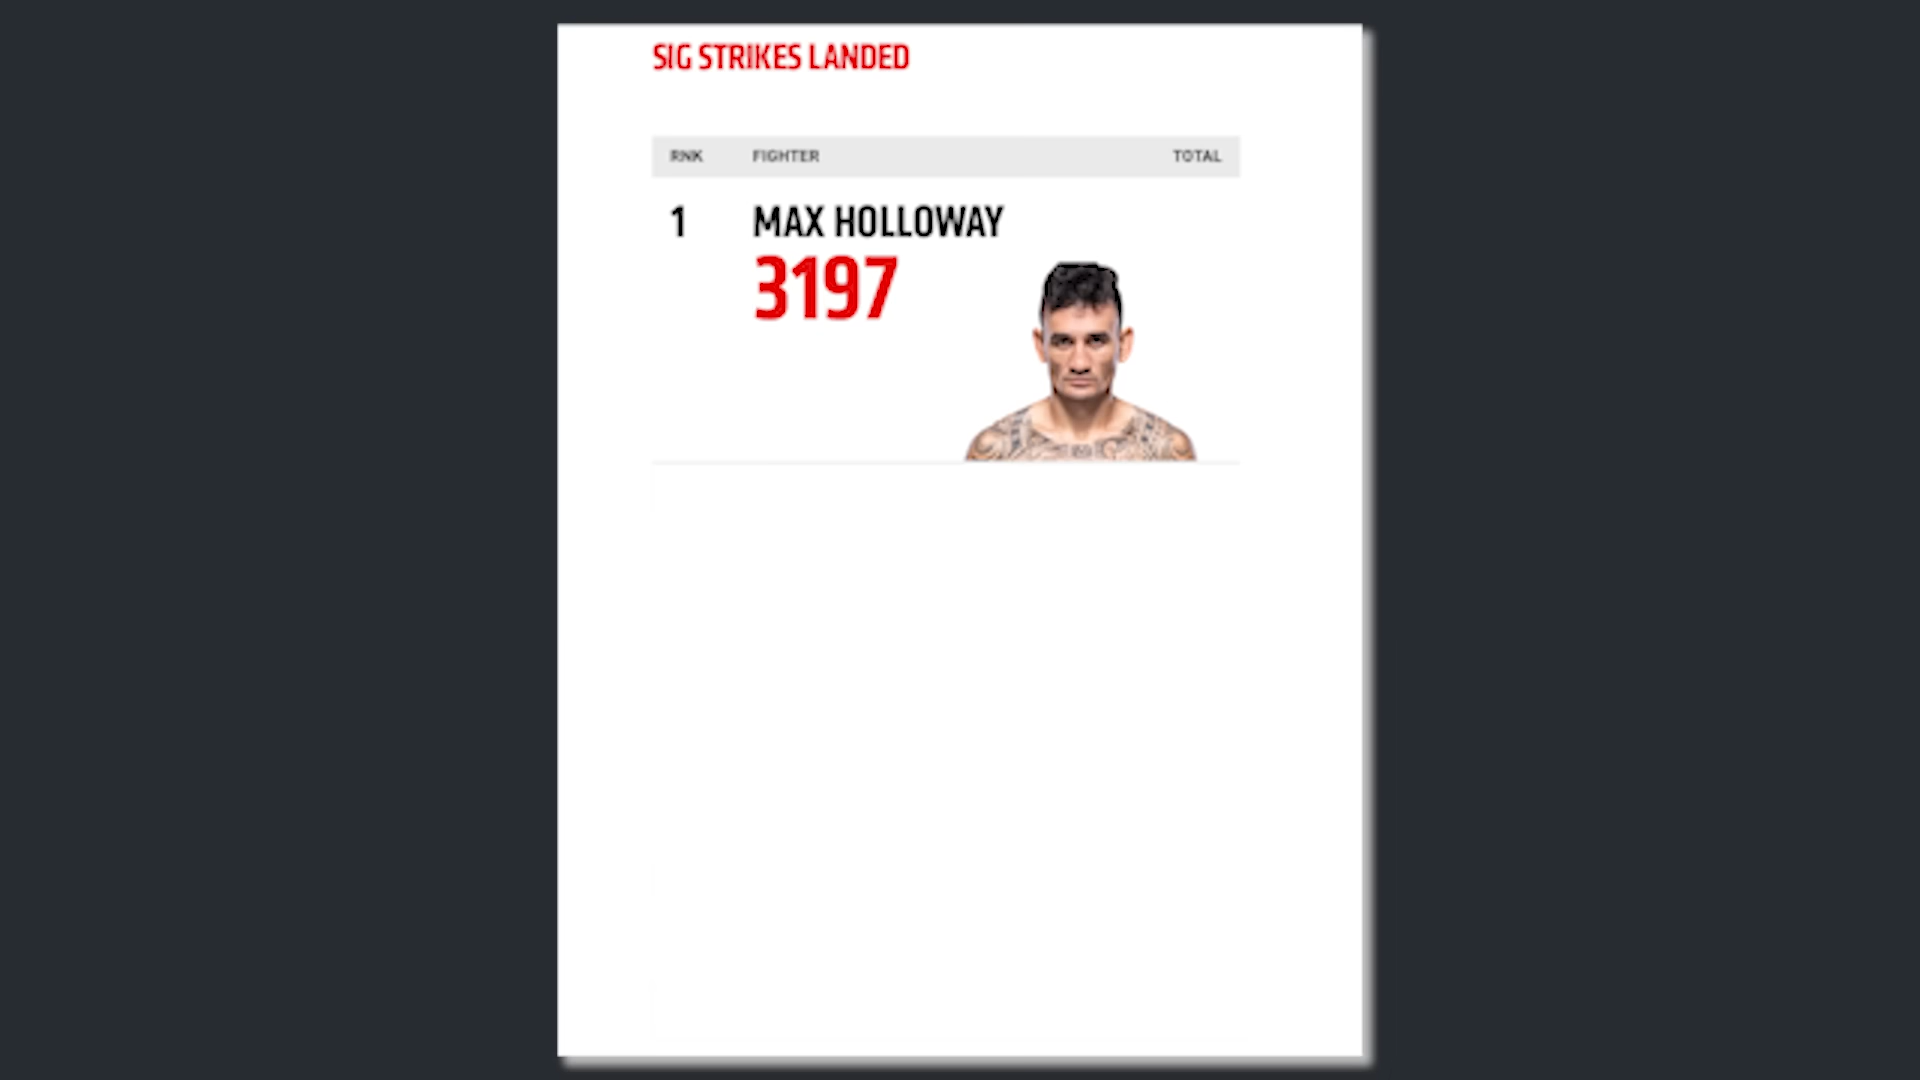 SIG STRIKES LANDED
RNK FIGHTER TOTAL
1 MAX HOLLOWAY
3197